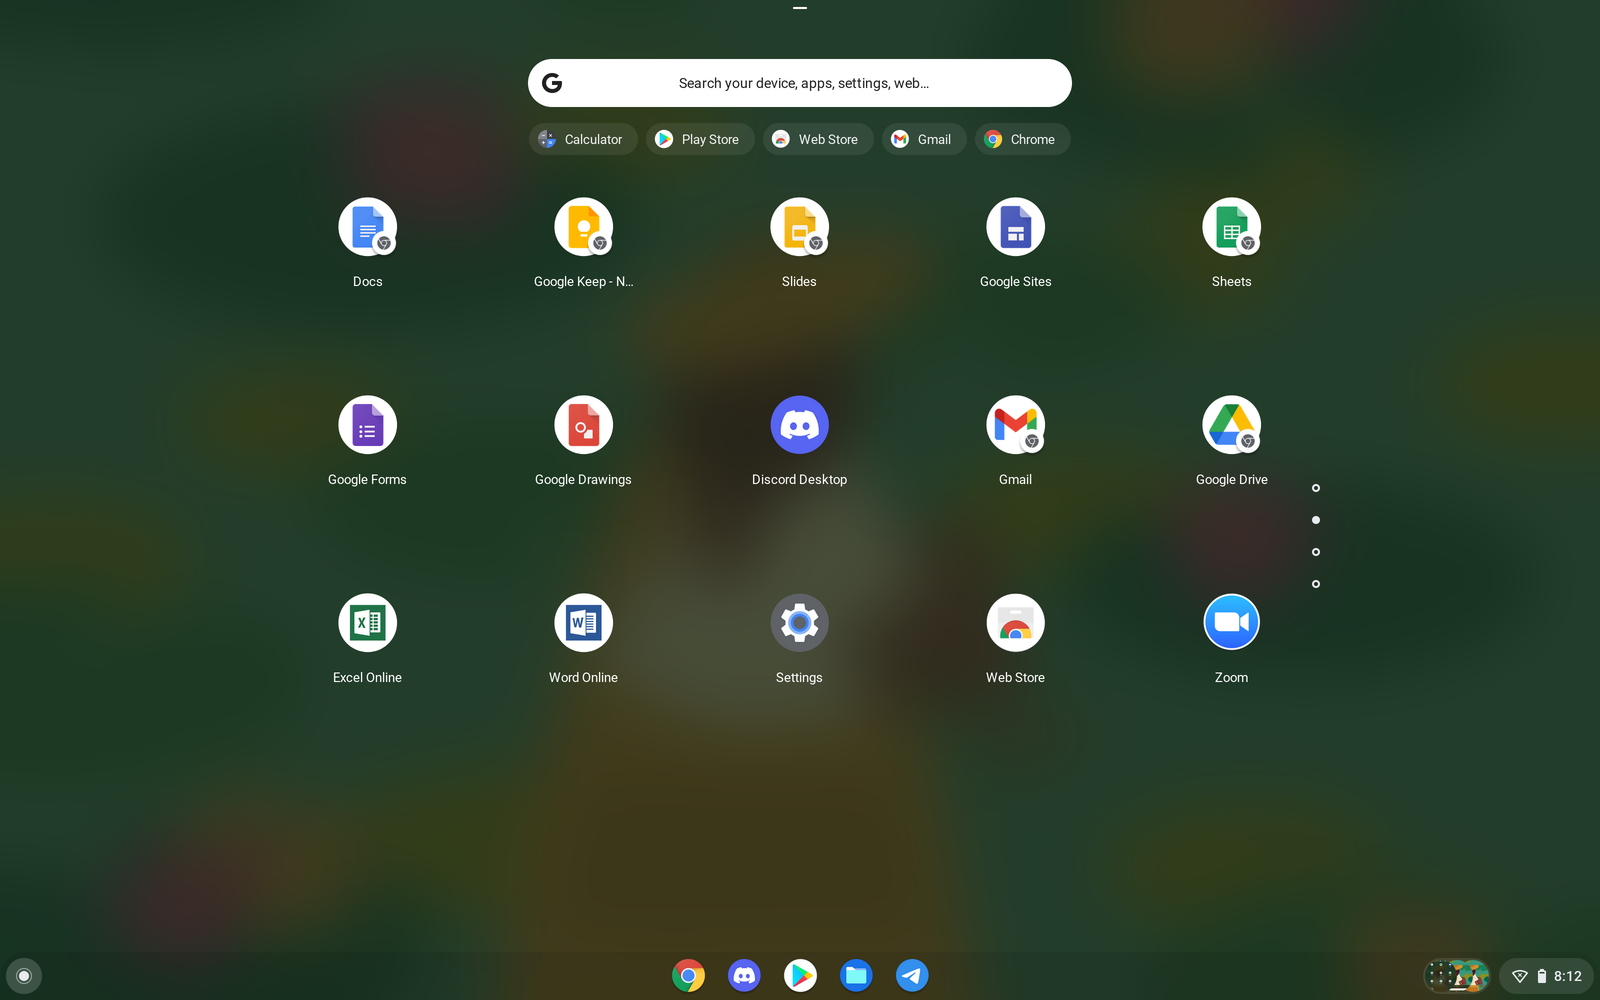 Search your device, apps, settings, web...
Calculator
Play Store
Web Store
Gmail
Chrome
Docs
Google Keep - N...
Slides
Google Sites
Sheets
Google Forms
Google Drawings
Discord Desktop
Gmail
Google Drive
Excel Online
Word Online
Settings
Web Store
Zoom
8:12